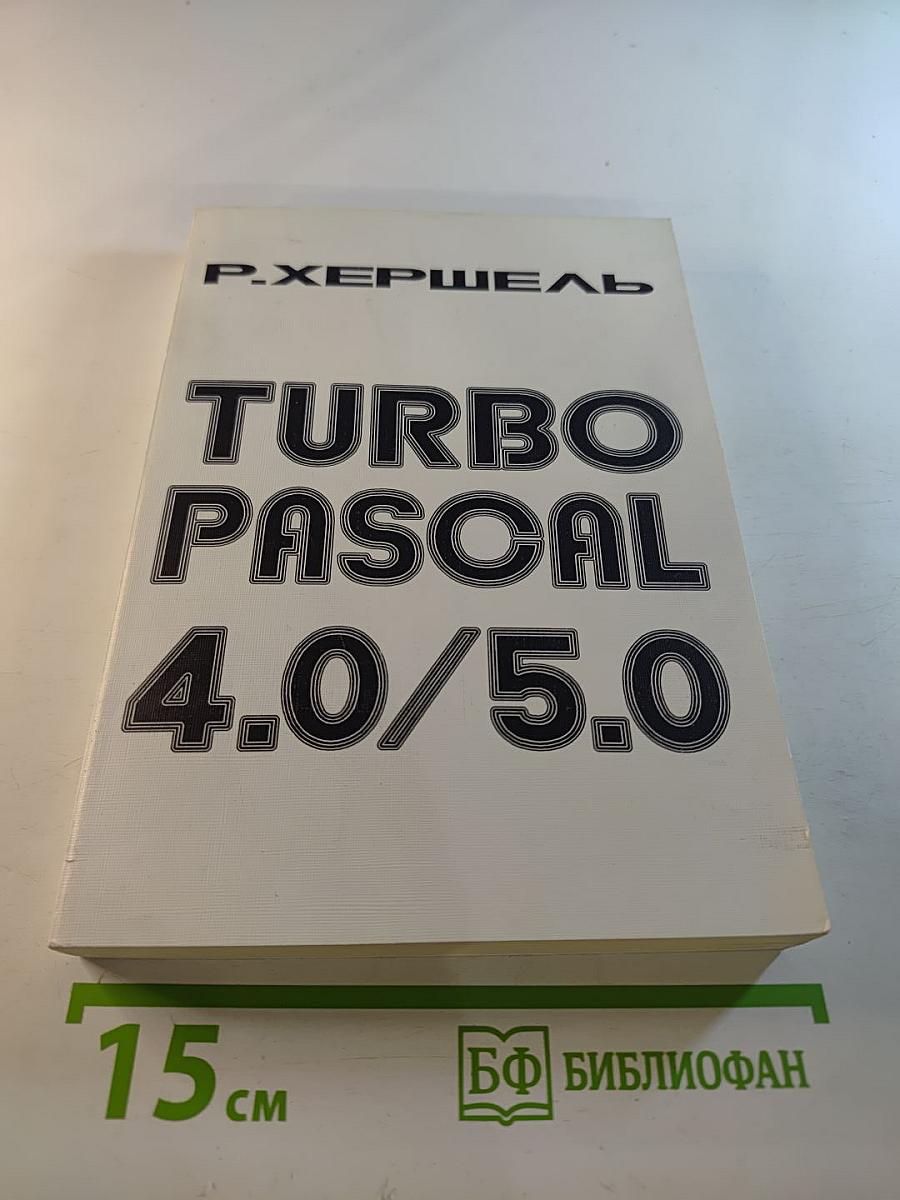 Р.ХЕРШЕЛЬ
TURBO
PASCAL
4.0/5.0
15 см
БФ БИБЛИОФАН